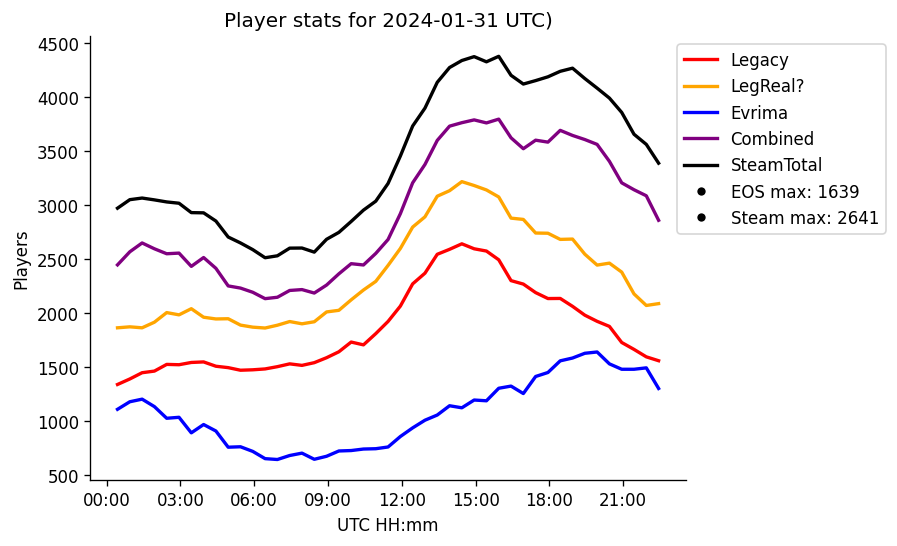 Player stats for 2024-01-31 UTC)
4500
4000
3500
3000
2500
2000
1500
1000
500
Players
00:00 03:00 06:00 09:00 12:00 15:00 18:00 21:00
UTC HH:mm
Legacy
LegReal?
Evrima
Combined
SteamTotal
EOS max: 1639
Steam max: 2641